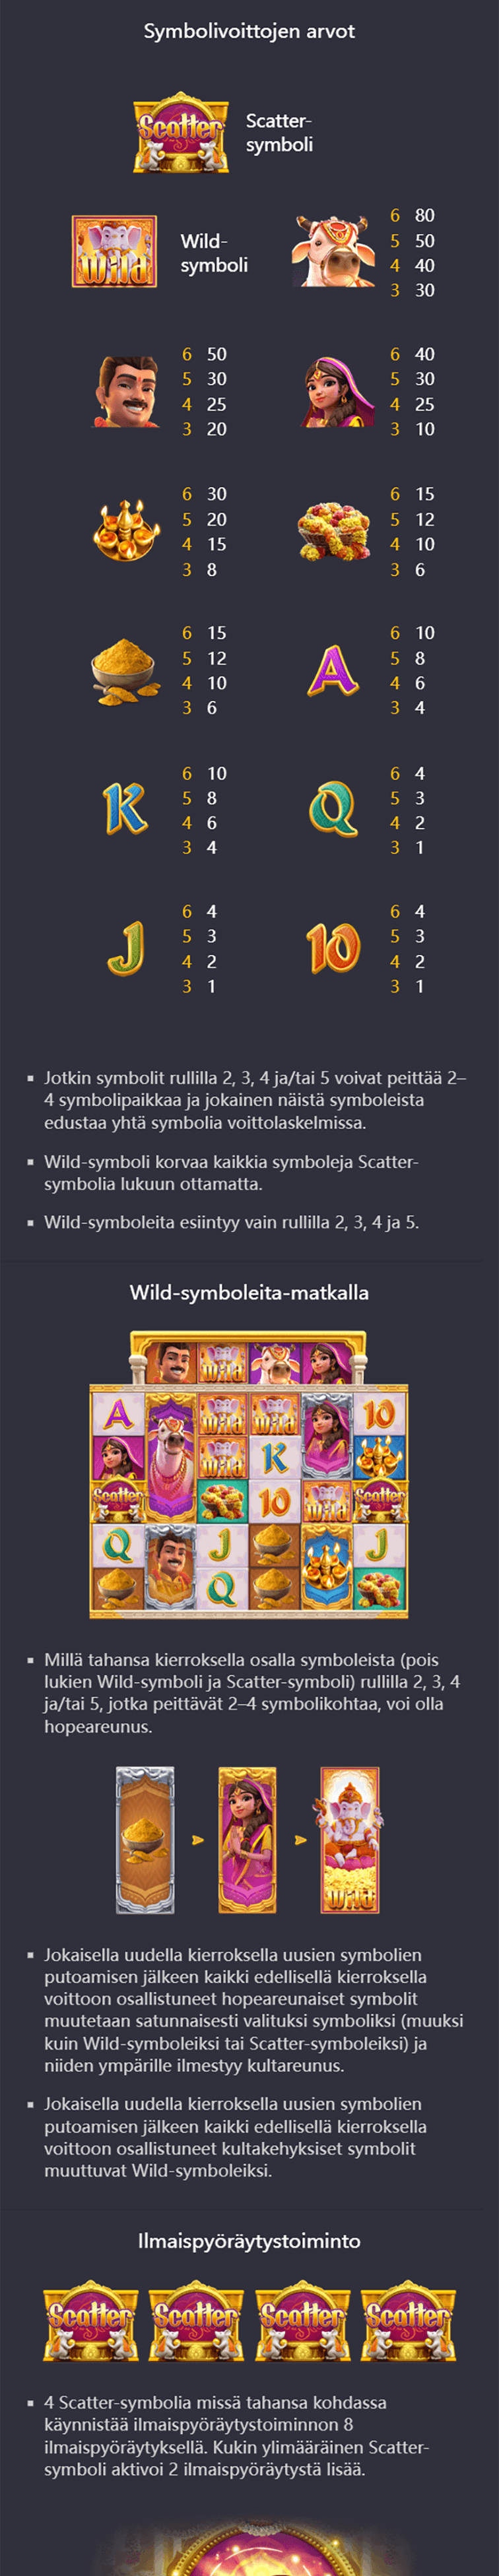 Symbolivoittojen arvot
Scatter
Scatter-
symboli
Wild
Wild-
symboli
6 80
5 50
4 40
3 30
6 50
5 30
4 25
3 20
6 40
5 30
4 25
3 10
6 30
5 20
4 15
3 8
6 15
5 12
4 10
3 6
6 15
5 12
4 10
3 6
A
6 10
5 8
4 6
3 4
K
6 10
5 8
4 6
3 4
Q
6 4
5 3
4 2
3 1
J
6 4
5 3
4 2
3 1
10
6 4
5 3
4 2
3 1
Jotkin symbolit rullilla 2, 3, 4 ja/tai 5 voivat peittää 2–
4 symbolipaikkaa ja jokainen näistä symboleista
edustaa yhtä symbolia voittolaskelmissa.
Wild-symboli korvaa kaikkia symboleja Scatter-
symbolia lukuun ottamatta.
Wild-symboleita esiintyy vain rullilla 2, 3, 4 ja 5.
Wild-symboleita-matkalla
Wild
A Wild Wild 10
Wild K
Scatter 10 Wild Scatter
Q J J
Q
Millä tahansa kierroksella osalla symboleista (pois
lukien Wild-symboli ja Scatter-symboli) rullilla 2, 3, 4
ja/tai 5, jotka peittävät 2–4 symbolikohtaa, voi olla
hopeareunus.
Wild
Jokaisella uudella kierroksella uusien symbolien
putoamisen jälkeen kaikki edellisellä kierroksella
voittoon osallistuneet hopeareunaiset symbolit
muutetaan satunnaisesti valituksi symboliksi (muuksi
kuin Wild-symboleiksi tai Scatter-symboleiksi) ja
niiden ympärille ilmestyy kultareunus.
Jokaisella uudella kierroksella uusien symbolien
putoamisen jälkeen kaikki edellisellä kierroksella
voittoon osallistuneet kultakehyksiset symbolit
muuttuvat Wild-symboleiksi.
Ilmaispyöräytystoiminto
Scatter Scatter Scatter Scatter
4 Scatter-symbolia missä tahansa kohdassa
käynnistää ilmaispyöräytystoiminnon 8
ilmaispyöräytyksellä. Kukin ylimääräinen Scatter-
symboli aktivoi 2 ilmaispyöräytystä lisää.